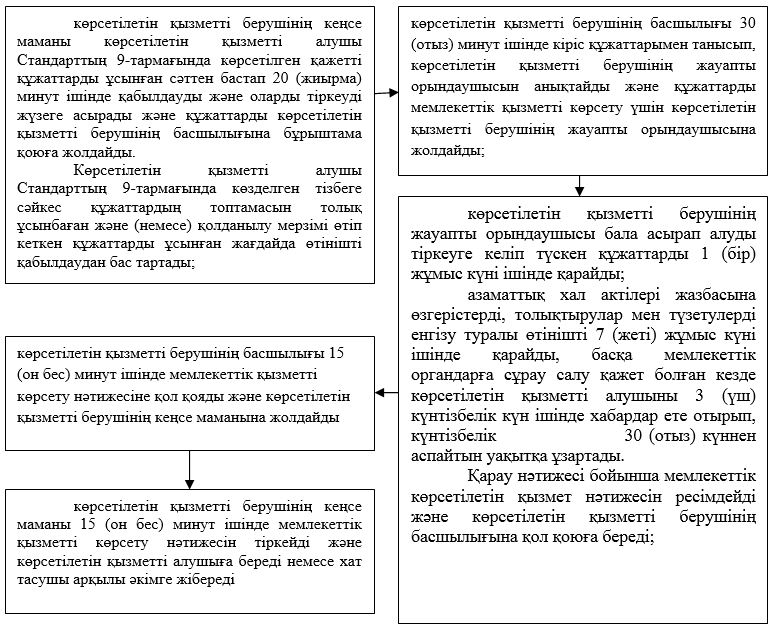 көрсетілетін қызметті берушінің кеңсе
маманы көрсетілетін қызметті алушы
Стандарттың 9-тармағында көрсетілген қажетті
құжаттарды ұсынған сәттен бастап 20 (жиырма)
минут ішінде қабылдауды және оларды тіркеуді
жүзеге асырады және құжаттарды көрсетілетін
қызметті берушінің басшылығына бұрыштама
қоюға жолдайды.
Көрсетілетін қызметті алушы
Стандарттың 9-тармағында көзделген тізбеге
сәйкес құжаттардың топтамасын толық
ұсынбаған және (немесе) қолданылу мерзімі өтіп
кеткен құжаттарды ұсынған жағдайда өтінішті
қабылдаудан бас тартады;
көрсетілетін қызметті берушінің басшылығы 30
(отыз) минут ішінде кіріс құжаттарымен танысып,
көрсетілетін қызметті берушінің жауапты
орындаушысын анықтайды және құжаттарды
мемлекеттік қызметті көрсету үшін көрсетілетін
қызметті берушінің жауапты орындаушысына
жолдайды;
көрсетілетін қызметті берушінің
жауапты орындаушысы бала асырап алуды
тіркеуге келіп түскен құжаттарды 1 (бір)
жұмыс күні ішінде қарайды;
азаматтық хал актілері жазбасына
өзгерістерді, толықтырулар мен түзетулерді
енгізу туралы өтінішті 7 (жеті) жұмыс күні
ішінде қарайды, басқа мемлекеттік
органдарға сұрау салу қажет болған кезде
көрсетілетін қызметті алушыны 3 (үш)
күнтізбелік күн ішінде хабардар ете отырып,
күнтізбелік 30 (отыз) күннен
аспайтын уақытқа ұзартады.
Қарау нәтижесі бойынша мемлекеттік
көрсетілетін қызмет нәтижесін ресімдейді
және көрсетілетін қызметті берушінің
басшылығына қол қоюға береді;
көрсетілетін қызметті берушінің басшылығы 15
(он бес) минут ішінде мемлекеттік қызметті
көрсету нәтижесіне қол қояды және көрсетілетін
қызметті берушінің кеңсе маманына жолдайды
көрсетілетін қызметті берушінің кеңсе
маманы 15 (он бес) минут ішінде мемлекеттік
қызметті көрсету нәтижесін тіркейді және
көрсетілетін қызметті алушыға береді немесе хат
тасушы арқылы әкімге жібереді